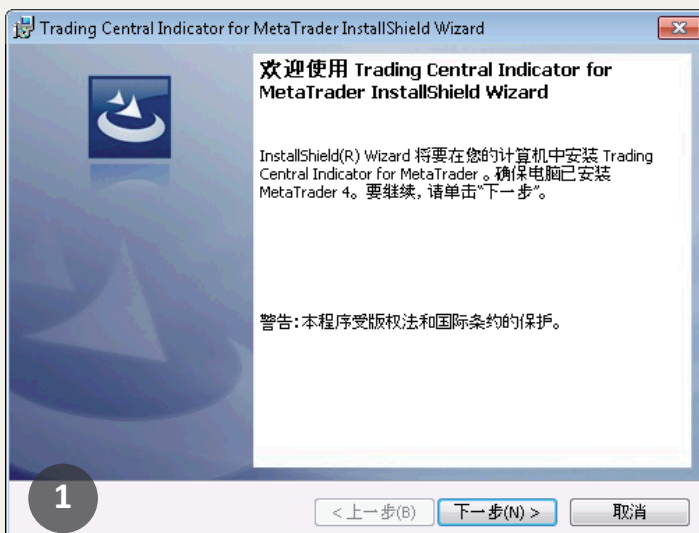 Trading Central Indicator for MetaTrader InstallShield Wizard
欢迎使用 Trading Central Indicator for
MetaTrader InstallShield Wizard
InstallShield(R) Wizard 将要在您的计算机中安装 Trading
Central Indicator for MetaTrader 。确保电脑已安装
MetaTrader 4。要继续，请单击“下一步”。
警告：本程序受版权法和国际条约的保护。
1
< 上一步(B)
下一步(N) >
取消